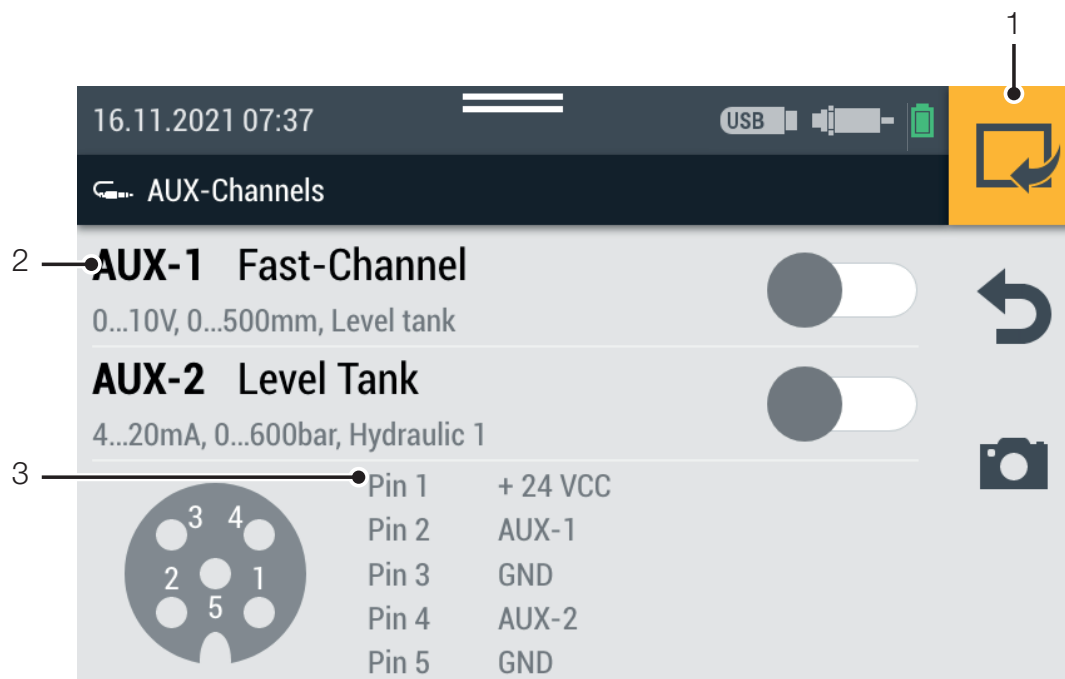 1
16.11.2021 07:37 USB
AUX-Channels
2 AUX-1 Fast-Channel
0...10V, 0...500mm, Level tank
AUX-2 Level Tank
4...20mA, 0...600bar, Hydraulic 1
3 Pin 1 + 24 VCC
Pin 2 AUX-1
Pin 3 GND
Pin 4 AUX-2
Pin 5 GND
3 4
2 1
5